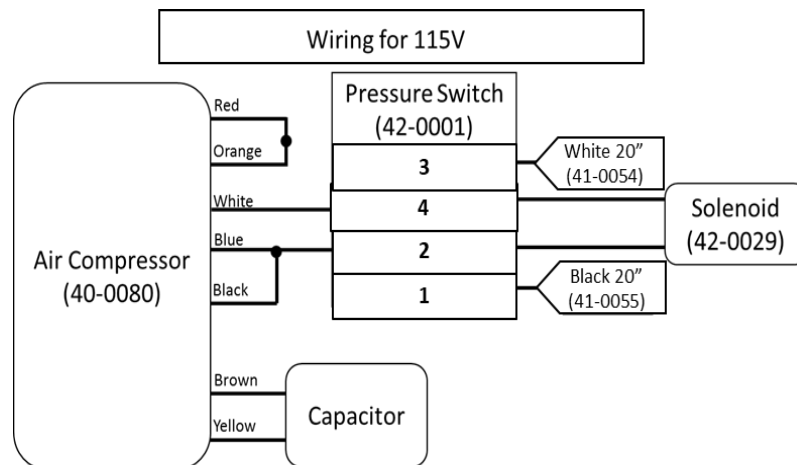 Wiring for 115V
Pressure Switch
(42-0001)
Red
Orange
3
White 20”
(41-0054)
White
4
Solenoid
(42-0029)
Blue
2
Air Compressor
(40-0080)
Black
1
Black 20”
(41-0055)
Brown
Capacitor
Yellow